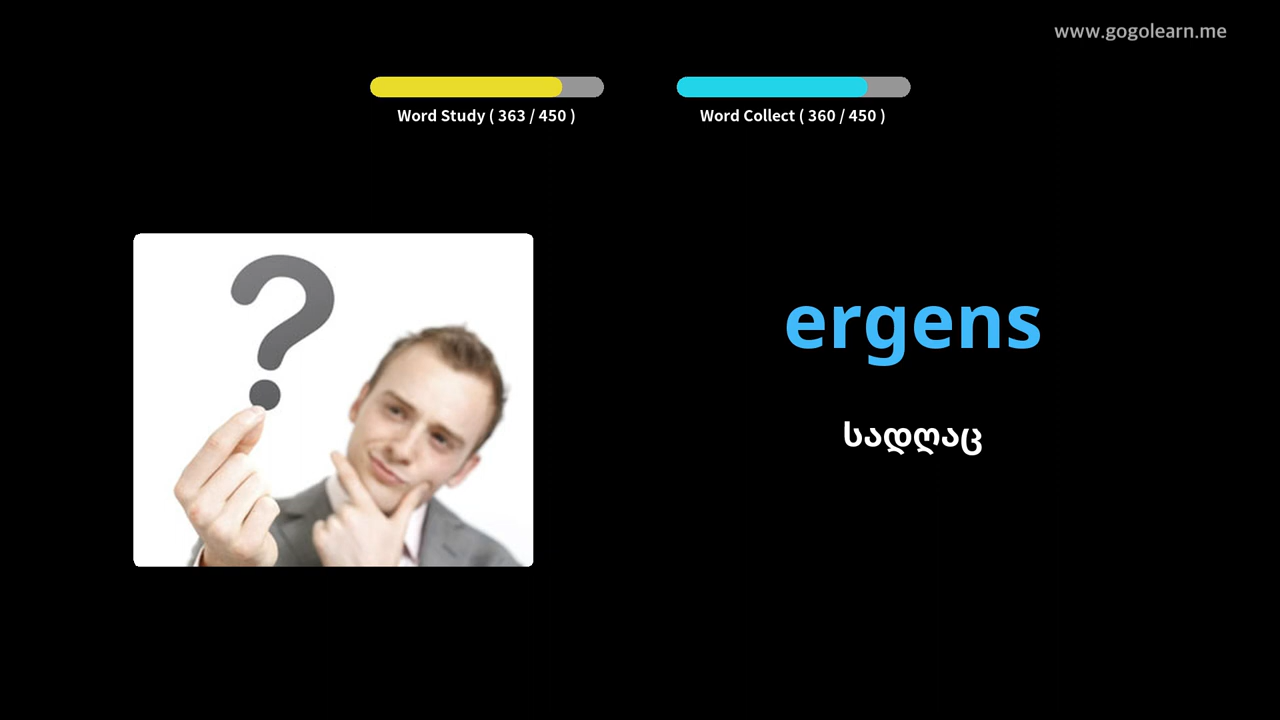 www.gogolearn.me
Word Study ( 363 / 450 )
Word Collect ( 360 / 450 )
?
ergens
სადღაც